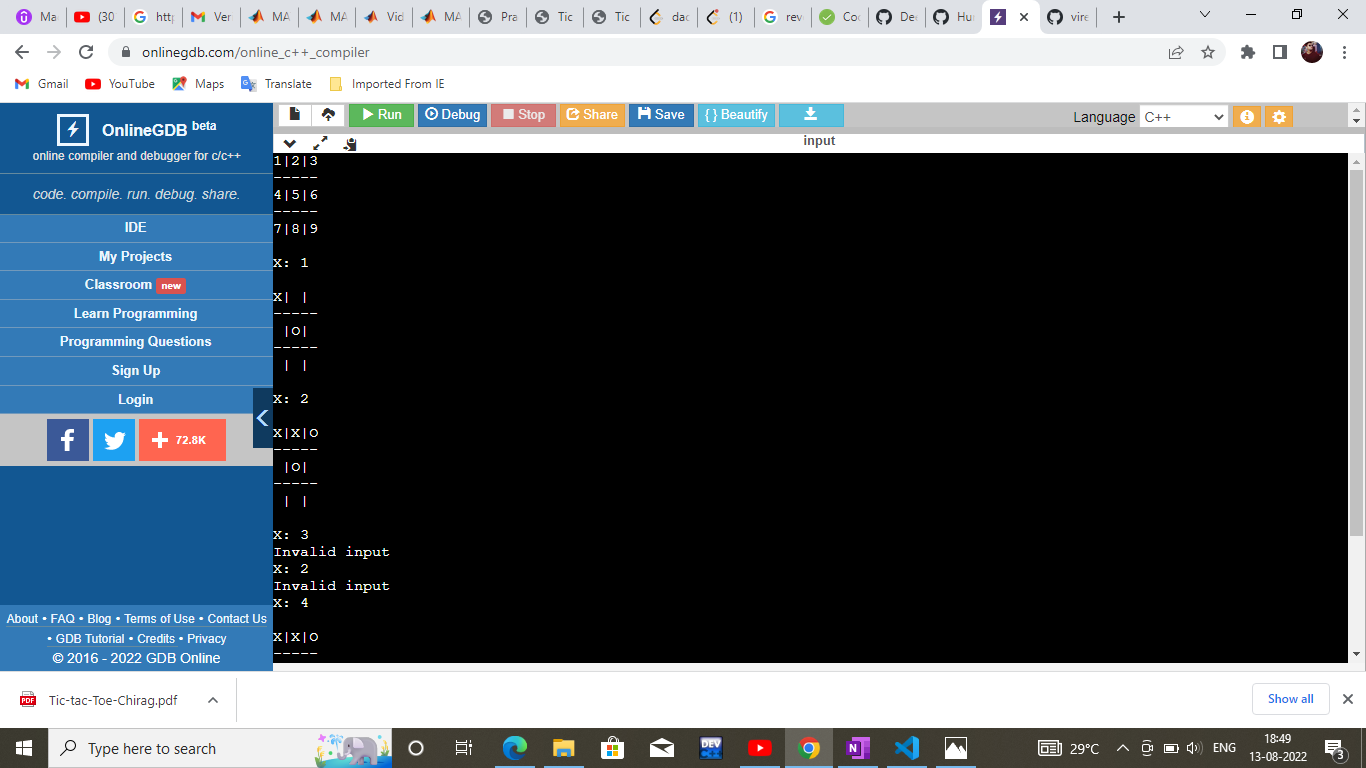 Ma
(30
htt
Ver
MA
MA
Vid
MA
Pra
Tic
Tic
dao
(1)
rev
Co
De
Hu
vire
onlinegdb.com/online_c++_compiler
Gmail YouTube Maps Translate Imported From IE
OnlineGDB beta
online compiler and debugger for c/c++
code. compile. run. debug. share.
IDE
My Projects
Classroom new
Learn Programming
Programming Questions
Sign Up
Login
72.8K
About • FAQ • Blog • Terms of Use • Contact Us
• GDB Tutorial • Credits • Privacy
© 2016 - 2022 GDB Online
Run Debug Stop Share Save { } Beautify
Language C++
input
1|2|3
-----
4|5|6
-----
7|8|9
X: 1
X| |
-----
|O|
-----
| |
X: 2
X|X|O
-----
|O|
-----
| |
X: 3
Invalid input
X: 2
Invalid input
X: 4
X|X|O
-----
PDF Tic-tac-Toe-Chirag.pdf
Show all
Type here to search
DEV
29°C
ENG
18:49
13-08-2022
3